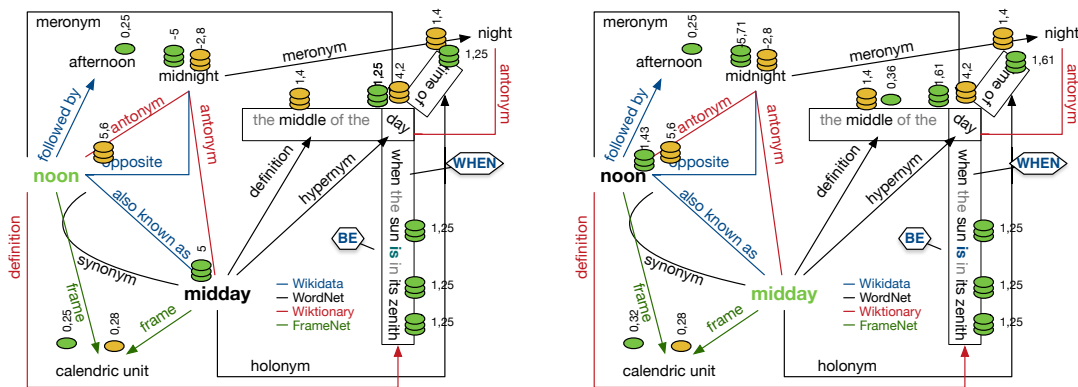 meronym
0,25
-5
-2,8
1,4
night
afternoon
midnight
meronym
1,25
time of
antonym
1,4
1,25
4,2
followed by
antonym
antonym
5,6
the middle of the
day
opposite
definition
hypernym
WHEN
noon
also known as
when the sun is in its zenith
BE
1,25
5
synonym
midday
definition
frame
frame
Wikidata
WordNet
Wiktionary
FrameNet
1,25
1,25
0,25
0,28
calendric unit
holonym
meronym
0,25
-5,71
-2,8
1,4
night
afternoon
midnight
meronym
1,61
time of
antonym
1,4
0,36
1,61
4,2
followed by
antonym
antonym
1,43
5,6
the middle of the
day
opposite
definition
hypernym
WHEN
noon
also known as
when the sun is in its zenith
BE
1,25
synonym
midday
definition
frame
frame
Wikidata
WordNet
Wiktionary
FrameNet
1,25
1,25
0,32
0,28
calendric unit
holonym